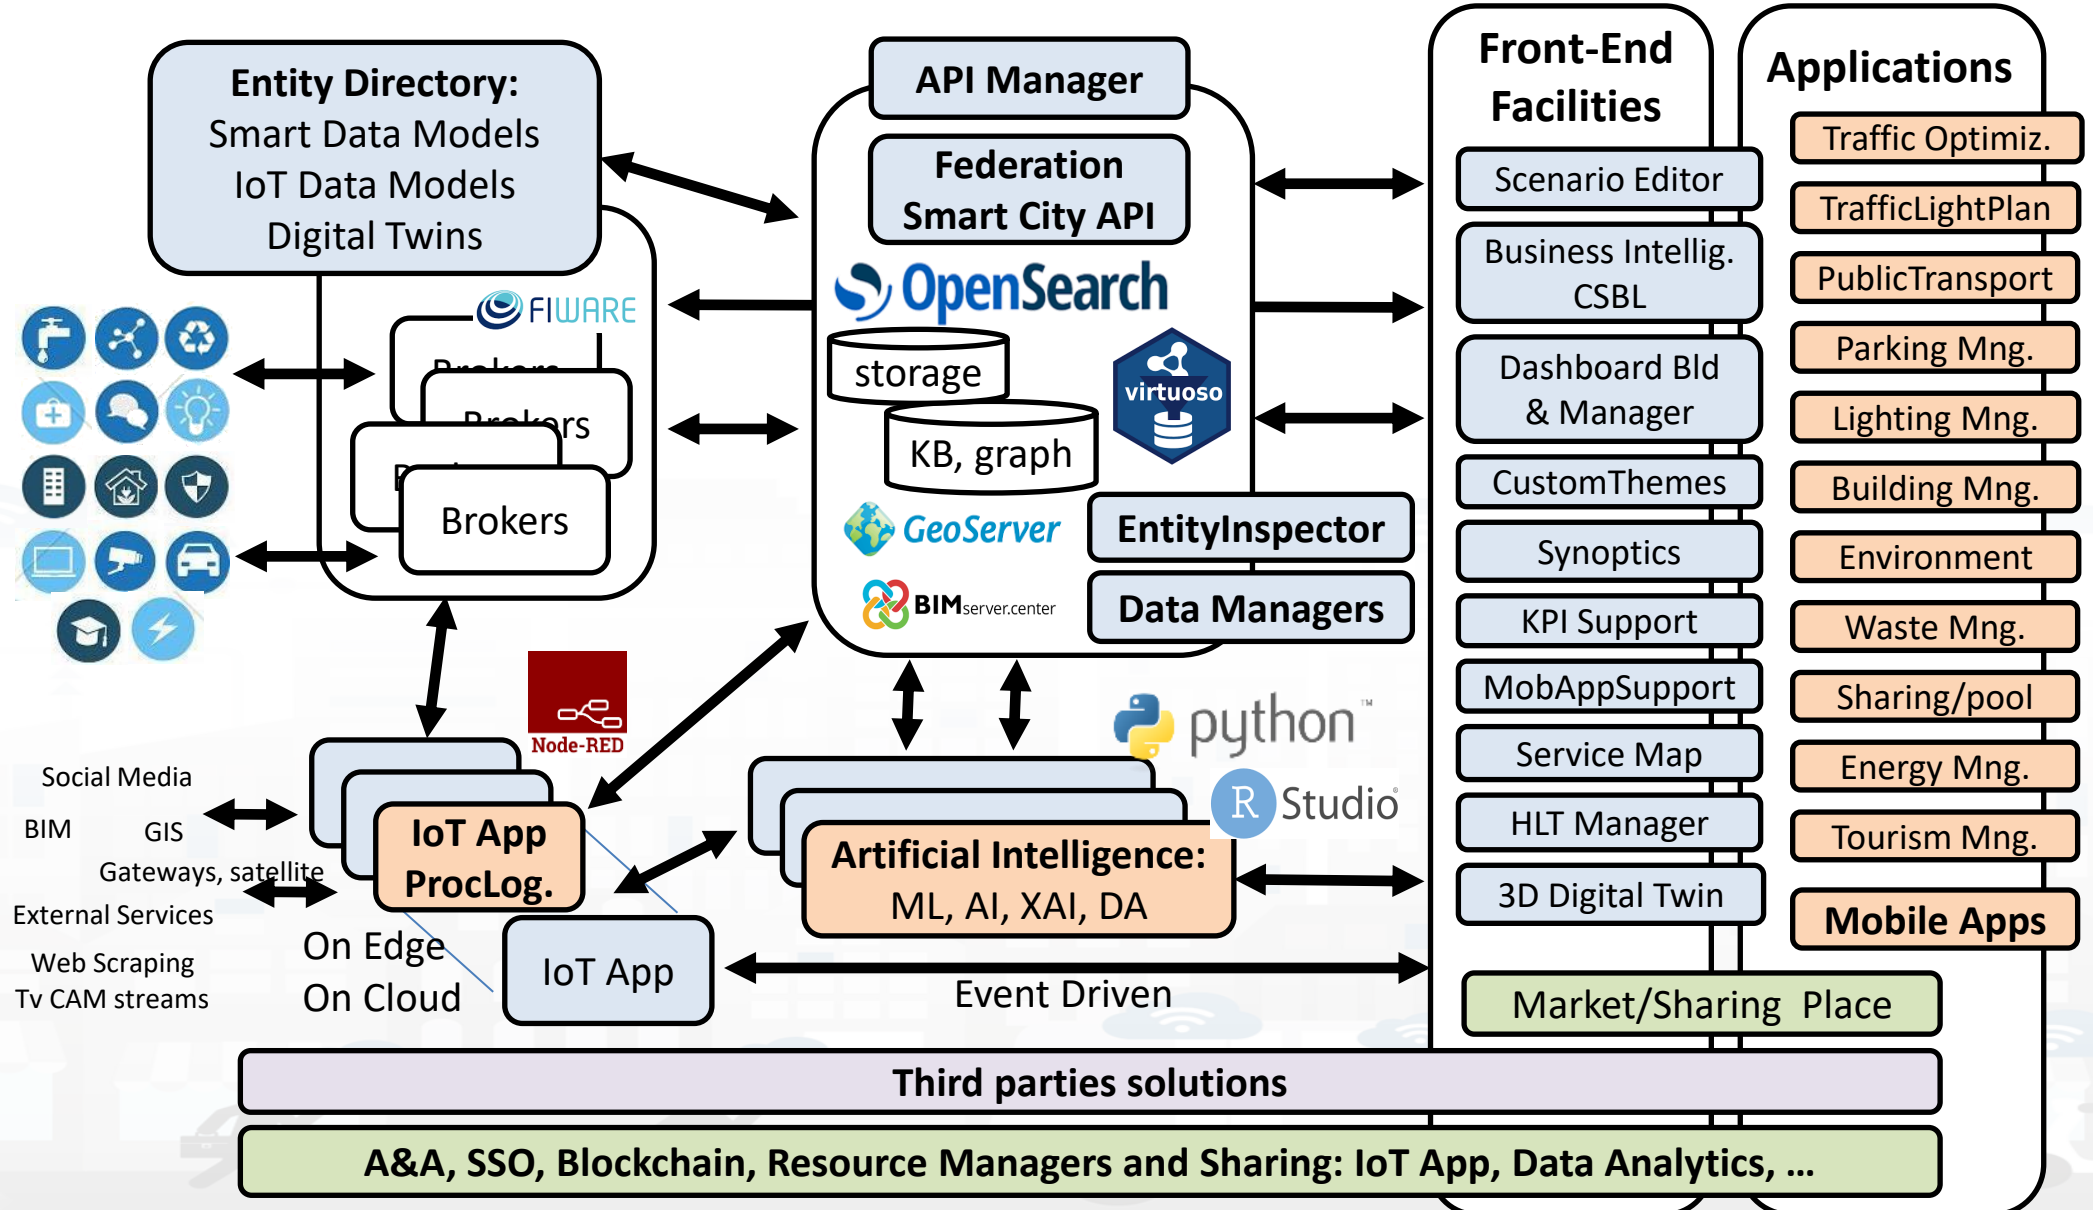 Entity Directory:
Smart Data Models
IoT Data Models
Digital Twins
FIWARE
Brokers
Brokers
Brokers
API Manager
Federation
Smart City API
OpenSearch
storage
KB, graph
virtuoso
GeoServer
BIMserver.center
EntityInspector
Data Managers
Node-RED
Social Media
BIM
GIS
Gateways, satellite
External Services
Web Scraping
Tv CAM streams
IoT App
ProcLog.
On Edge
On Cloud
IoT App
python™
R Studio®
Artificial Intelligence:
ML, AI, XAI, DA
Event Driven
Front-End
Facilities
Scenario Editor
Business Intellig.
CSBL
Dashboard Bld
& Manager
CustomThemes
Synoptics
KPI Support
MobAppSupport
Service Map
HLT Manager
3D Digital Twin
Applications
Traffic Optimiz.
TrafficLightPlan
PublicTransport
Parking Mng.
Lighting Mng.
Building Mng.
Environment
Waste Mng.
Sharing/pool
Energy Mng.
Tourism Mng.
Mobile Apps
Market/Sharing Place
Third parties solutions
A&A, SSO, Blockchain, Resource Managers and Sharing: IoT App, Data Analytics, ...